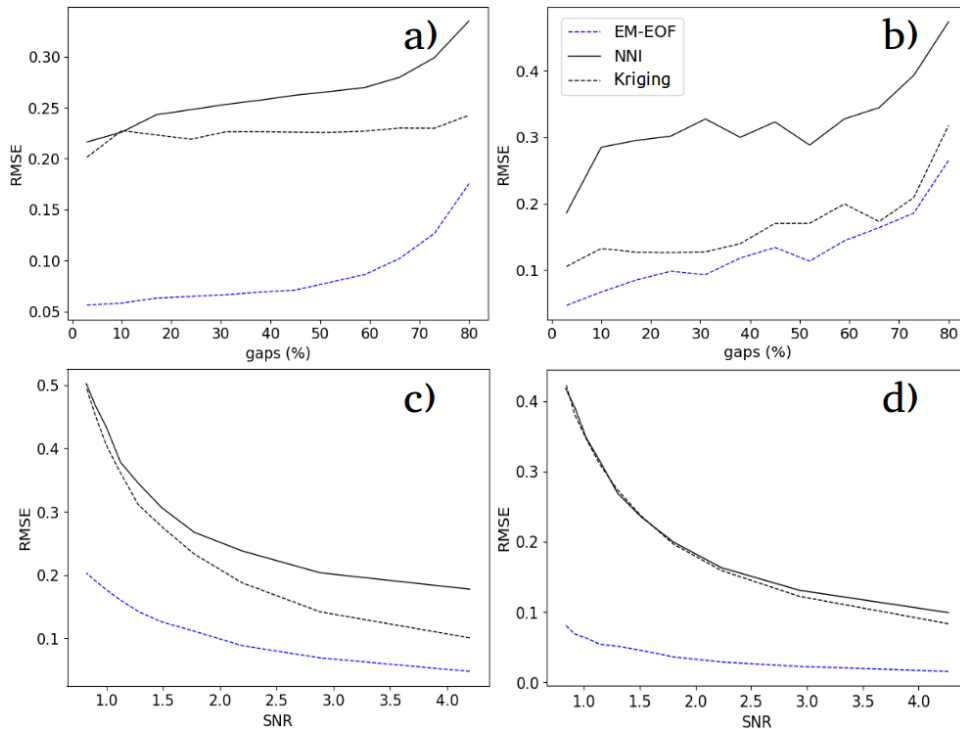 a)
0.30
0.25
0.20
0.15
0.10
0.05
RMSE
0 10 20 30 40 50 60 70 80
gaps (%)
b)
EM-EOF
NNI
Kriging
0.4
0.3
0.2
0.1
RMSE
0 10 20 30 40 50 60 70 80
gaps (%)
c)
0.5
0.4
0.3
0.2
0.1
RMSE
1.0 1.5 2.0 2.5 3.0 3.5 4.0
SNR
d)
0.4
0.3
0.2
0.1
0.0
RMSE
1.0 1.5 2.0 2.5 3.0 3.5 4.0
SNR